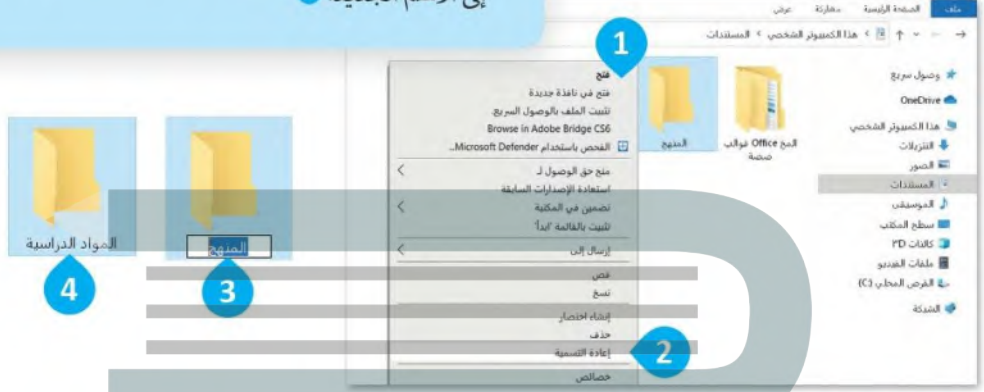 إلى الاسم الجديد
ملف الصفحة الرئيسية مشاركة عرض
هذا الكمبيوتر الشخصي > المستندات
وصول سريع
OneDrive
هذا الكمبيوتر الشخصي
التنزيلات
الصور
المستندات
الموسيقى
سطح المكتب
كائنات 3D
ملفات الفيديو
القرص المحلي (C:)
الشبكة
Office قوالب
المنهج
1
فتح
فتح في نافذة جديدة
تثبيت الملف بالوصول السريع
Browse in Adobe Bridge CS6
الفحص باستخدام Microsoft Defender...
منح حق الوصول لـ
استعادة الإصدارات السابقة
تضمين في المكتبة
تثبيت بالقائمة "ابدأ"
إرسال إلى
قص
نسخ
إنشاء اختصار
حذف
إعادة التسمية
2
خصائص
المنهج
3
المواد الدراسية
4